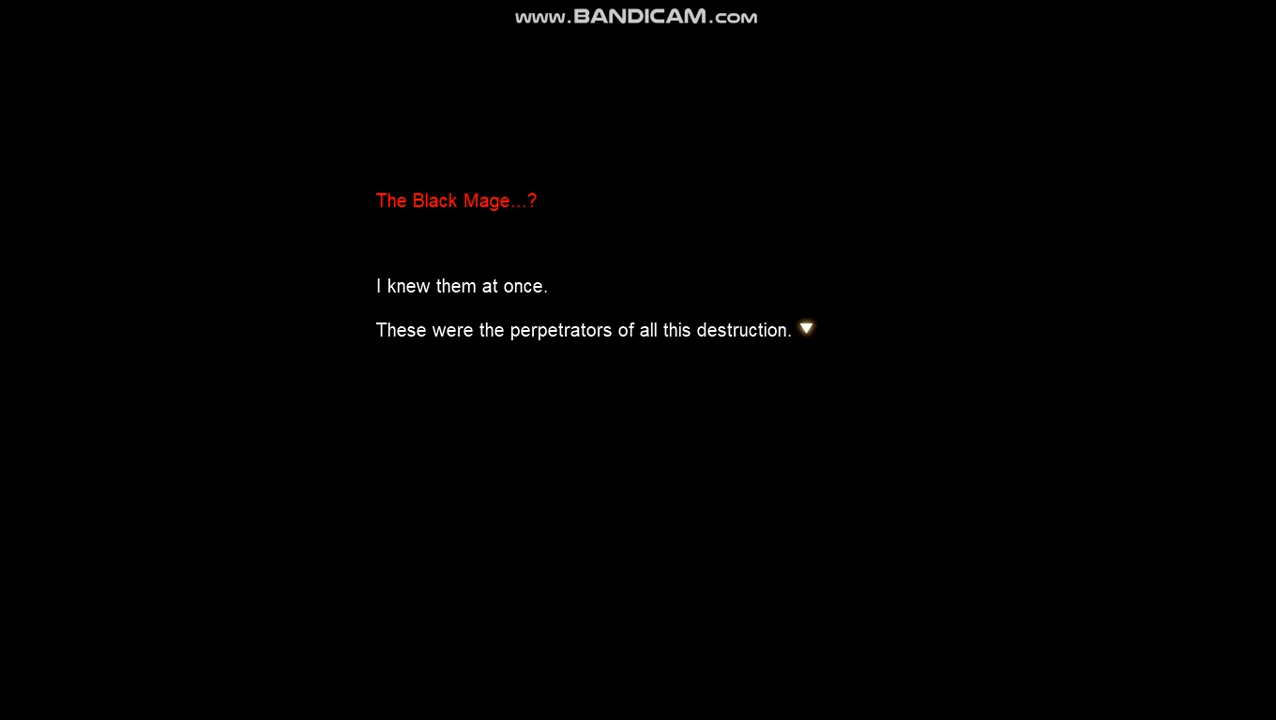 www.BANDICAM.com
The Black Mage...?
I knew them at once.
These were the perpetrators of all this destruction.